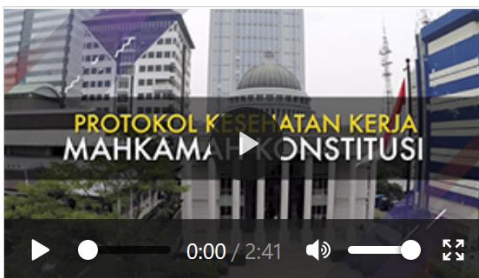 PROTOKOL KESEHATAN KERJA
MAHKAMAH KONSTITUSI
0:00 / 2:41